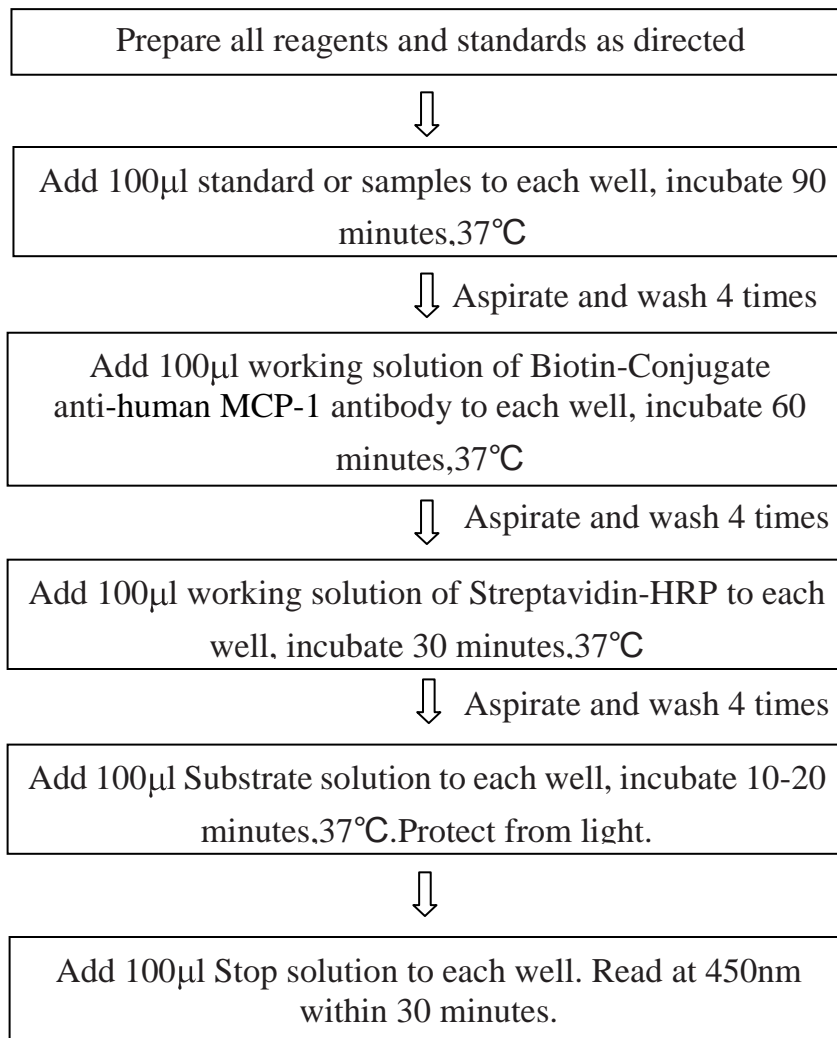 Prepare all reagents and standards as directed
Add 100μl standard or samples to each well, incubate 90
minutes,37℃
Aspirate and wash 4 times
Add 100μl working solution of Biotin-Conjugate
anti-human MCP-1 antibody to each well, incubate 60
minutes,37℃
Aspirate and wash 4 times
Add 100μl working solution of Streptavidin-HRP to each
well, incubate 30 minutes,37℃
Aspirate and wash 4 times
Add 100μl Substrate solution to each well, incubate 10-20
minutes,37℃.Protect from light.
Add 100μl Stop solution to each well. Read at 450nm
within 30 minutes.